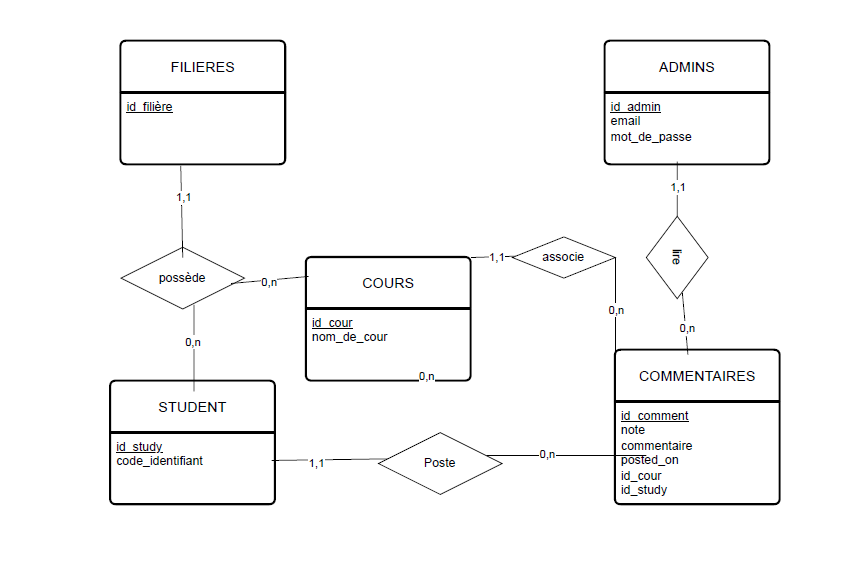 FILIERES
id_filière
ADMINS
id_admin
email
mot_de_passe
1,1
1,1
possède
0,n
0,n
COURS
id_cour
nom_de_cour
0,n
1,1
associe
0,n
lire
0,n
STUDENT
id_study
code_identifiant
1,1
Poste
0,n
COMMENTAIRES
id_comment
note
commentaire
posted_on
id_cour
id_study